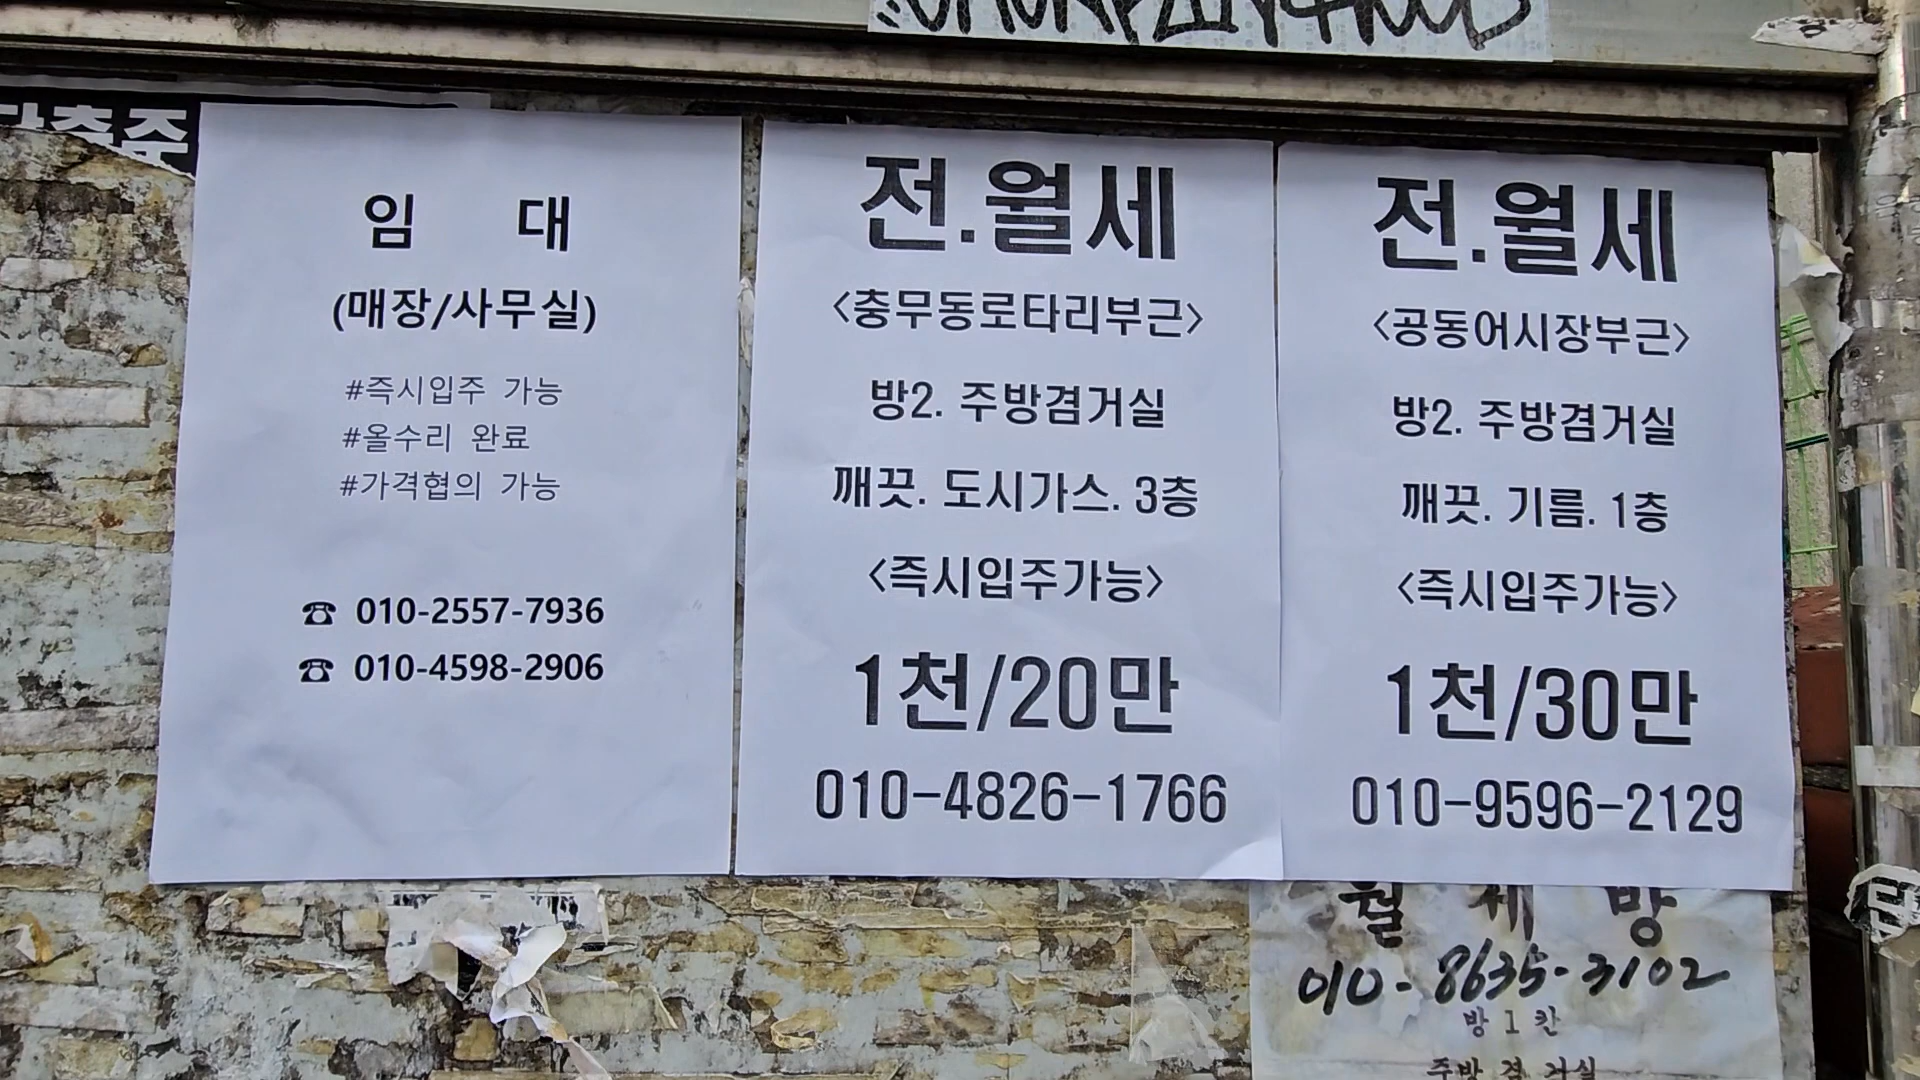 임 대
(매장/사무실)
#즉시입주 가능
#올수리 완료
#가격협의 가능
☎ 010-2557-7936
☎ 010-4598-2906
전.월세
<충무동로타리부근>
방2. 주방겸거실
깨끗. 도시가스. 3층
<즉시입주가능>
1천/20만
010-4826-1766
전.월세
<공동어시장부근>
방2. 주방겸거실
깨끗. 기름. 1층
<즉시입주가능>
1천/30만
010-9596-2129
월 세 방
010-8635-3102
방 1 칸
주방 겸 거실